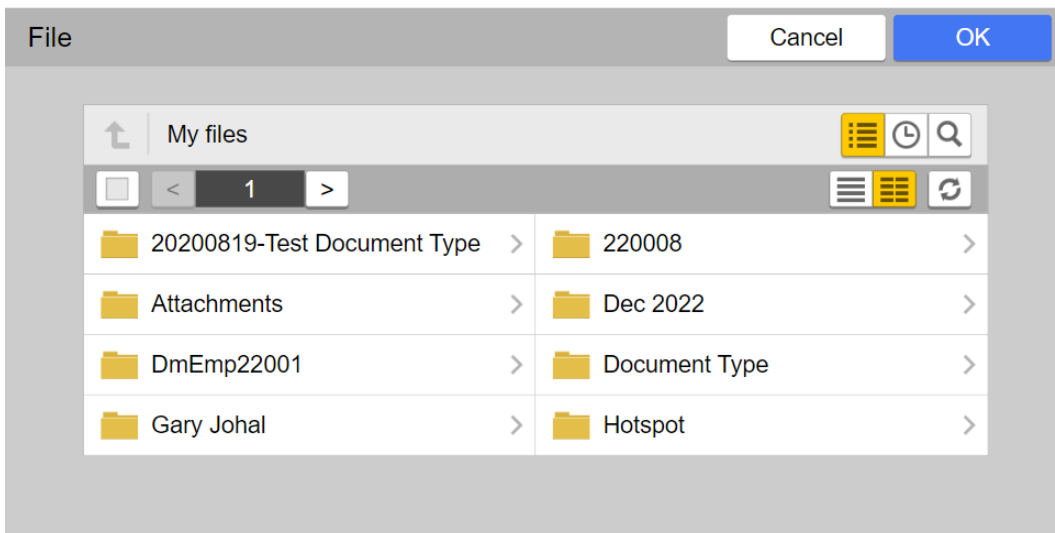 File Cancel OK
My files
< 1 >
20200819-Test Document Type 220008
Attachments Dec 2022
DmEmp22001 Document Type
Gary Johal Hotspot